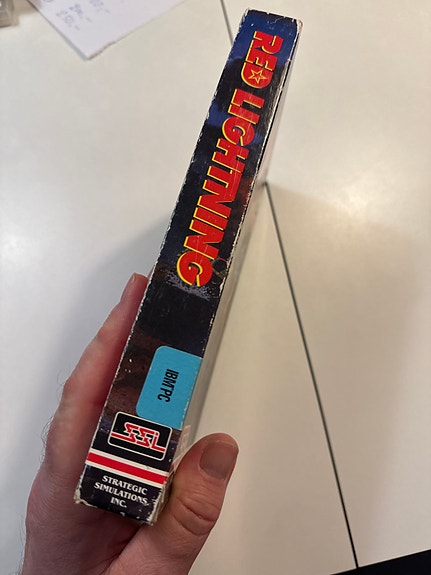 RED LIGHTNING
IBM PC
SSI
STRATEGIC
SIMULATIONS,
INC.